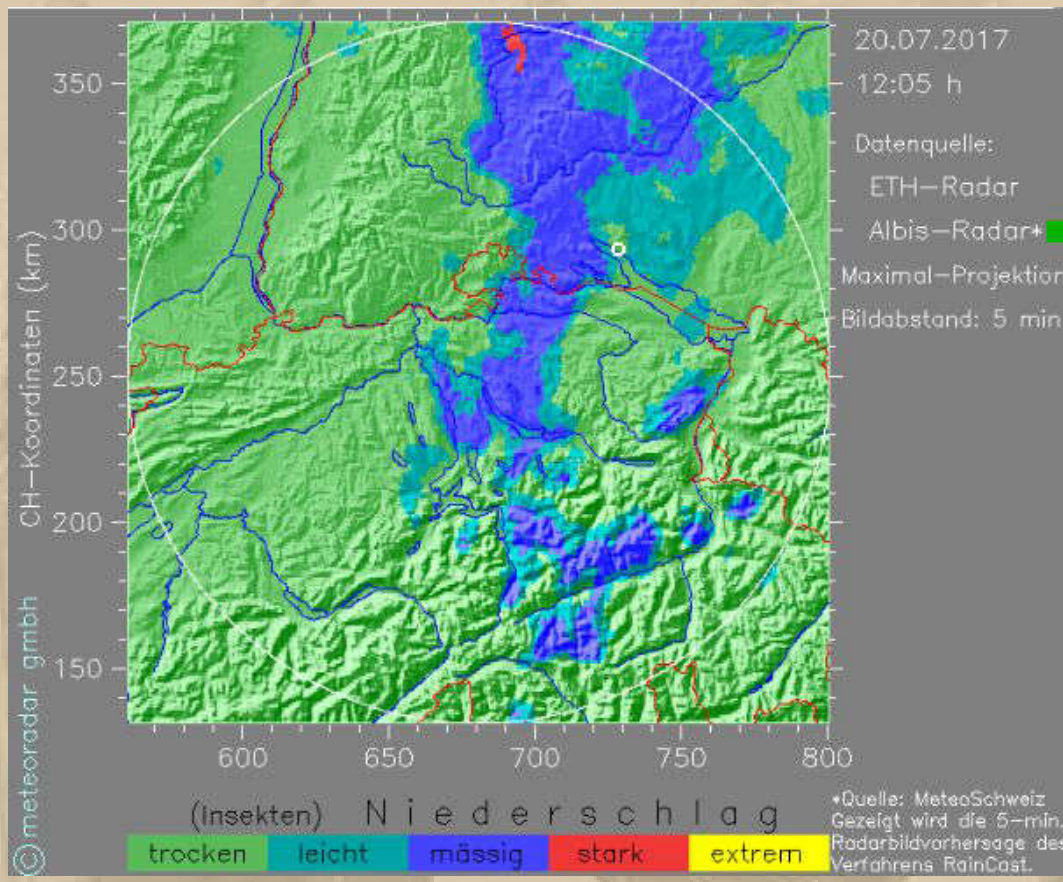 20.07.2017
12:05 h
Datenquelle:
ETH-Radar
Albis-Radar*
Maximal-Projektion
Bildabstand: 5 min
CH-Koordinaten (km)
© meteoradar gmbh
350
300
250
200
150
600 650 700 750 800
(Insekten) Niederschlag
trocken leicht mässig stark extrem
*Quelle: MeteoSchweiz
Gezeigt wird die 5-min.
Radarbildvorhersage des
Verfahrens RainCast.